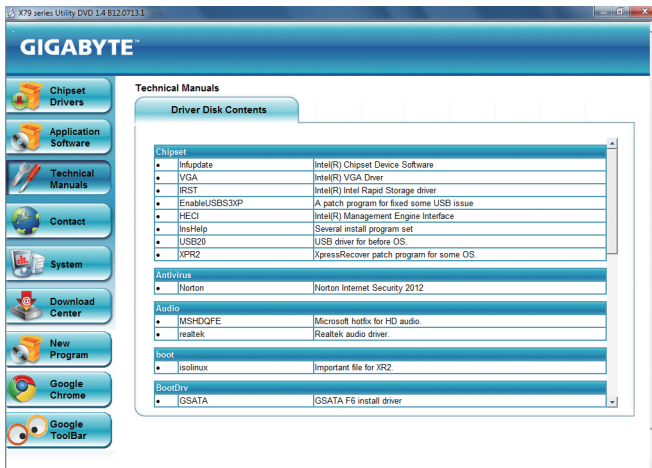 X79 series Utility DVD 1.4 B12.0713.1
GIGABYTE™
Chipset
Drivers
Application
Software
Technical
Manuals
Contact
System
Download
Center
New
Program
Google
Chrome
Google
ToolBar
Technical Manuals
Driver Disk Contents
Chipset
• Infupdate Intel(R) Chipset Device Software
• VGA Intel(R) VGA Drver
• IRST Intel(R) Intel Rapid Storage driver
• EnableUSBS3XP A patch program for fixed some USB issue
• HECI Intel(R) Management Engine Interface
• InsHelp Several install program set
• USB20 USB driver for before OS.
• XPR2 XpressRecover patch program for some OS.
Antivirus
• Norton Norton Internet Security 2012
Audio
• MSHDQFE Microsoft hotfix for HD audio.
• realtek Realtek audio driver.
boot
• isolinux Important file for XR2.
BootDrv
• GSATA GSATA F6 install driver